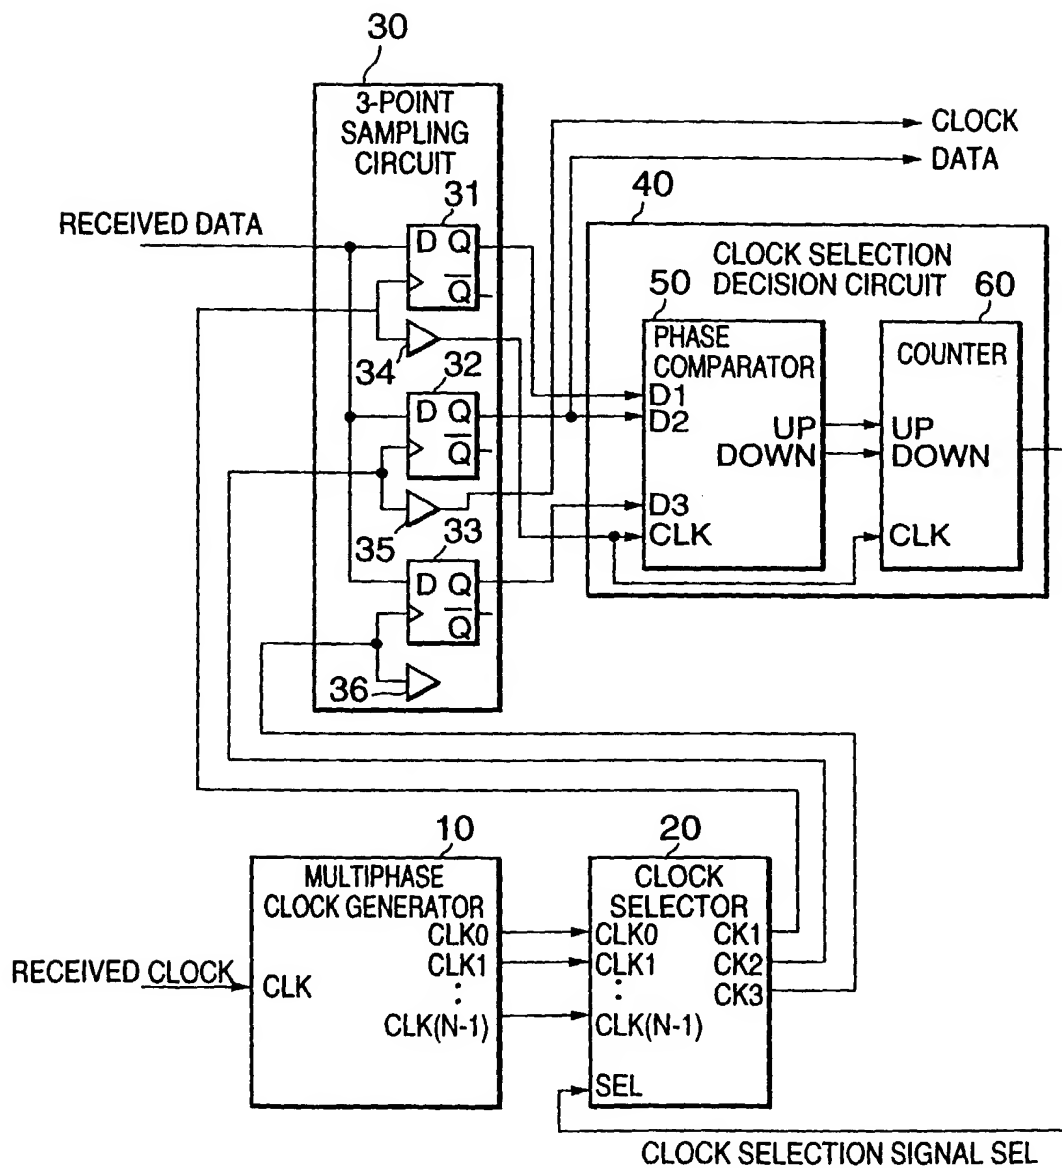 30
3-POINT
SAMPLING
CIRCUIT
CLOCK
DATA
RECEIVED DATA
31
D Q
Q̅
34
32
D Q
Q̅
35
33
D Q
Q̅
36
40
CLOCK SELECTION
DECISION CIRCUIT
50
PHASE
COMPARATOR
D1
D2
UP
DOWN
D3
CLK
60
COUNTER
UP
DOWN
CLK
10
MULTIPHASE
CLOCK GENERATOR
CLK0
CLK1
⋮
CLK(N-1)
RECEIVED CLOCK
CLK
20
CLOCK
SELECTOR
CLK0 CK1
CLK1 CK2
⋮ CK3
CLK(N-1)
SEL
CLOCK SELECTION SIGNAL SEL